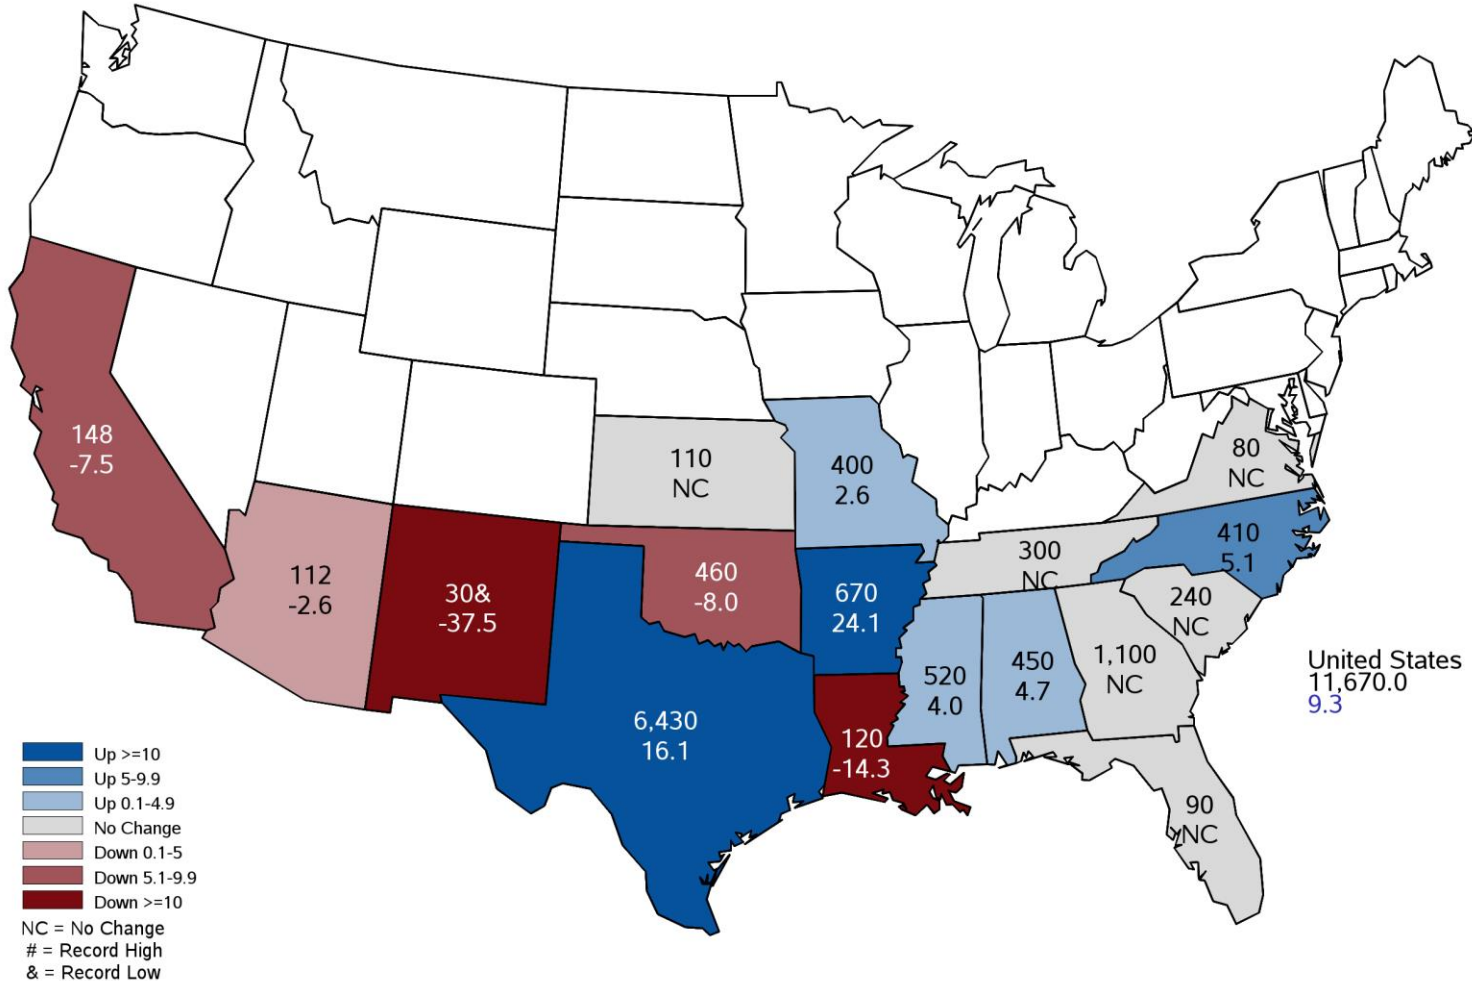 148
-7.5
112
-2.6
30&
-37.5
110
NC
460
-8.0
6,430
16.1
400
2.6
670
24.1
120
-14.3
520
4.0
450
4.7
300
NC
1,100
NC
240
NC
410
5.1
80
NC
90
NC
United States
11,670.0
9.3
Up >=10
Up 5-9.9
Up 0.1-4.9
No Change
Down 0.1-5
Down 5.1-9.9
Down >=10
NC = No Change
# = Record High
& = Record Low